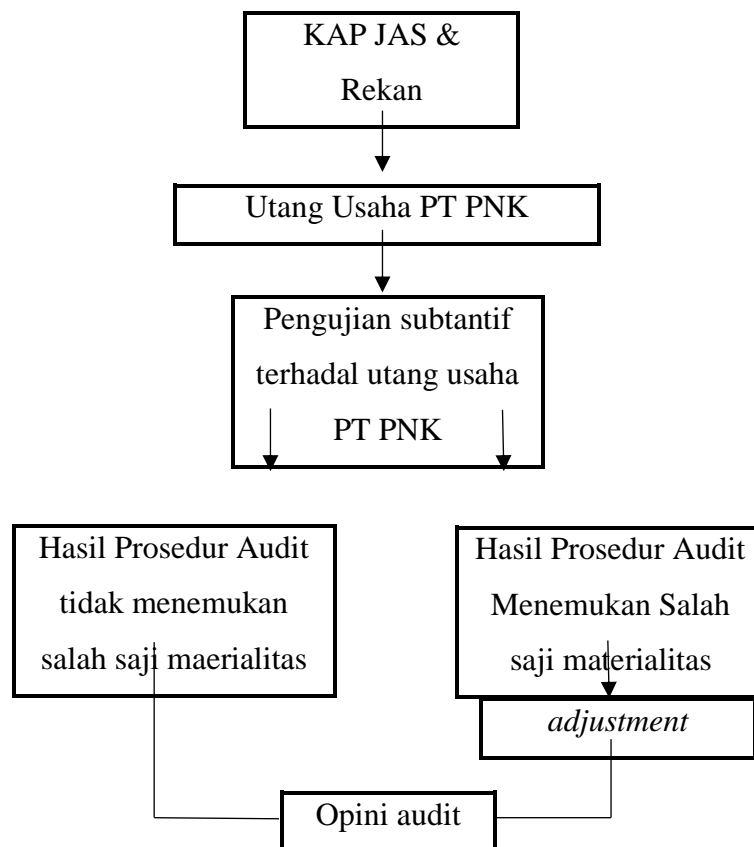 KAP JAS &
Rekan
Utang Usaha PT PNK
Pengujian subtantif
terhadal utang usaha
PT PNK
Hasil Prosedur Audit
tidak menemukan
salah saji maerialitas
Hasil Prosedur Audit
Menemukan Salah
saji materialitas
adjustment
Opini audit